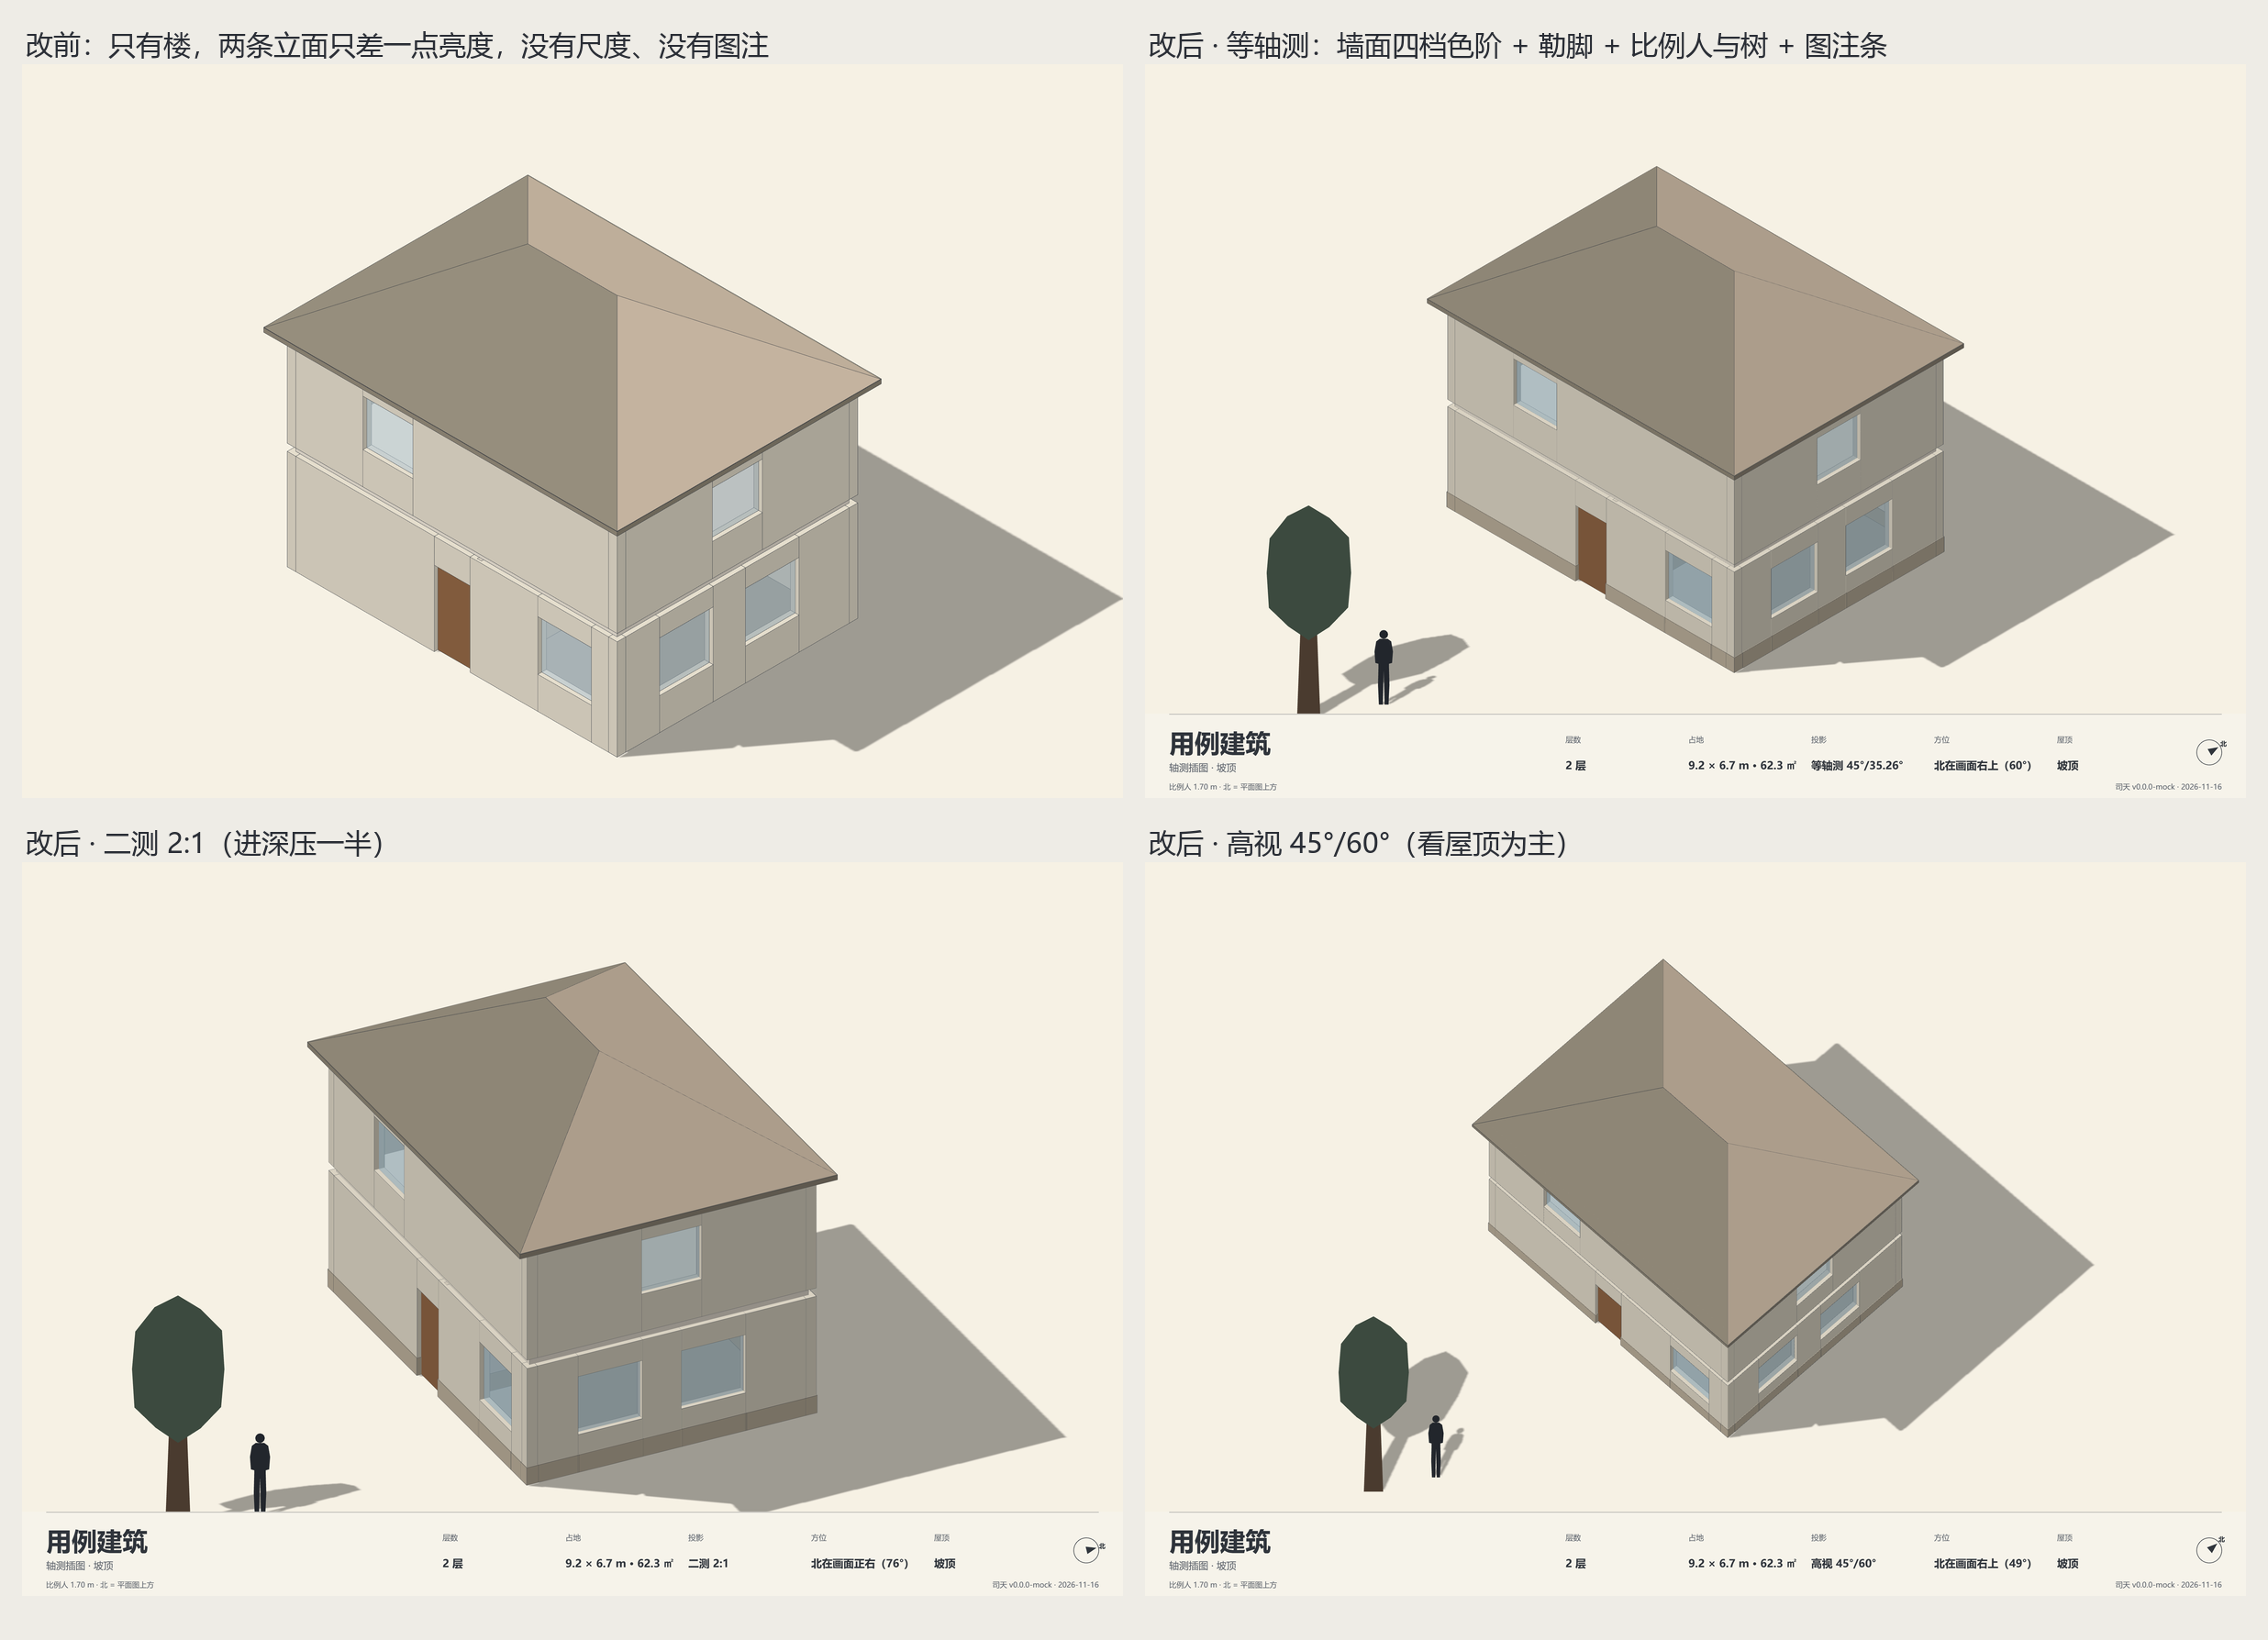 改前：只有楼，两条立面只差一点亮度，没有尺度、没有图注
改后 · 等轴测：墙面四档色阶 + 勒脚 + 比例人与树 + 图注条
用例建筑
轴测插图 · 坡顶
比例人 1.70 m · 北 = 平面图上方
层数 占地 投影 方位 屋顶
2 层 9.2 × 6.7 m • 62.3 ㎡ 等轴测 45°/35.26° 北在画面右上（60°） 坡顶
北
司天 v0.0.0-mock · 2026-11-16
改后 · 二测 2:1（进深压一半）
用例建筑
轴测插图 · 坡顶
比例人 1.70 m · 北 = 平面图上方
层数 占地 投影 方位 屋顶
2 层 9.2 × 6.7 m • 62.3 ㎡ 二测 2:1 北在画面正右（76°） 坡顶
北
司天 v0.0.0-mock · 2026-11-16
改后 · 高视 45°/60°（看屋顶为主）
用例建筑
轴测插图 · 坡顶
比例人 1.70 m · 北 = 平面图上方
层数 占地 投影 方位 屋顶
2 层 9.2 × 6.7 m • 62.3 ㎡ 高视 45°/60° 北在画面右上（49°） 坡顶
北
司天 v0.0.0-mock · 2026-11-16